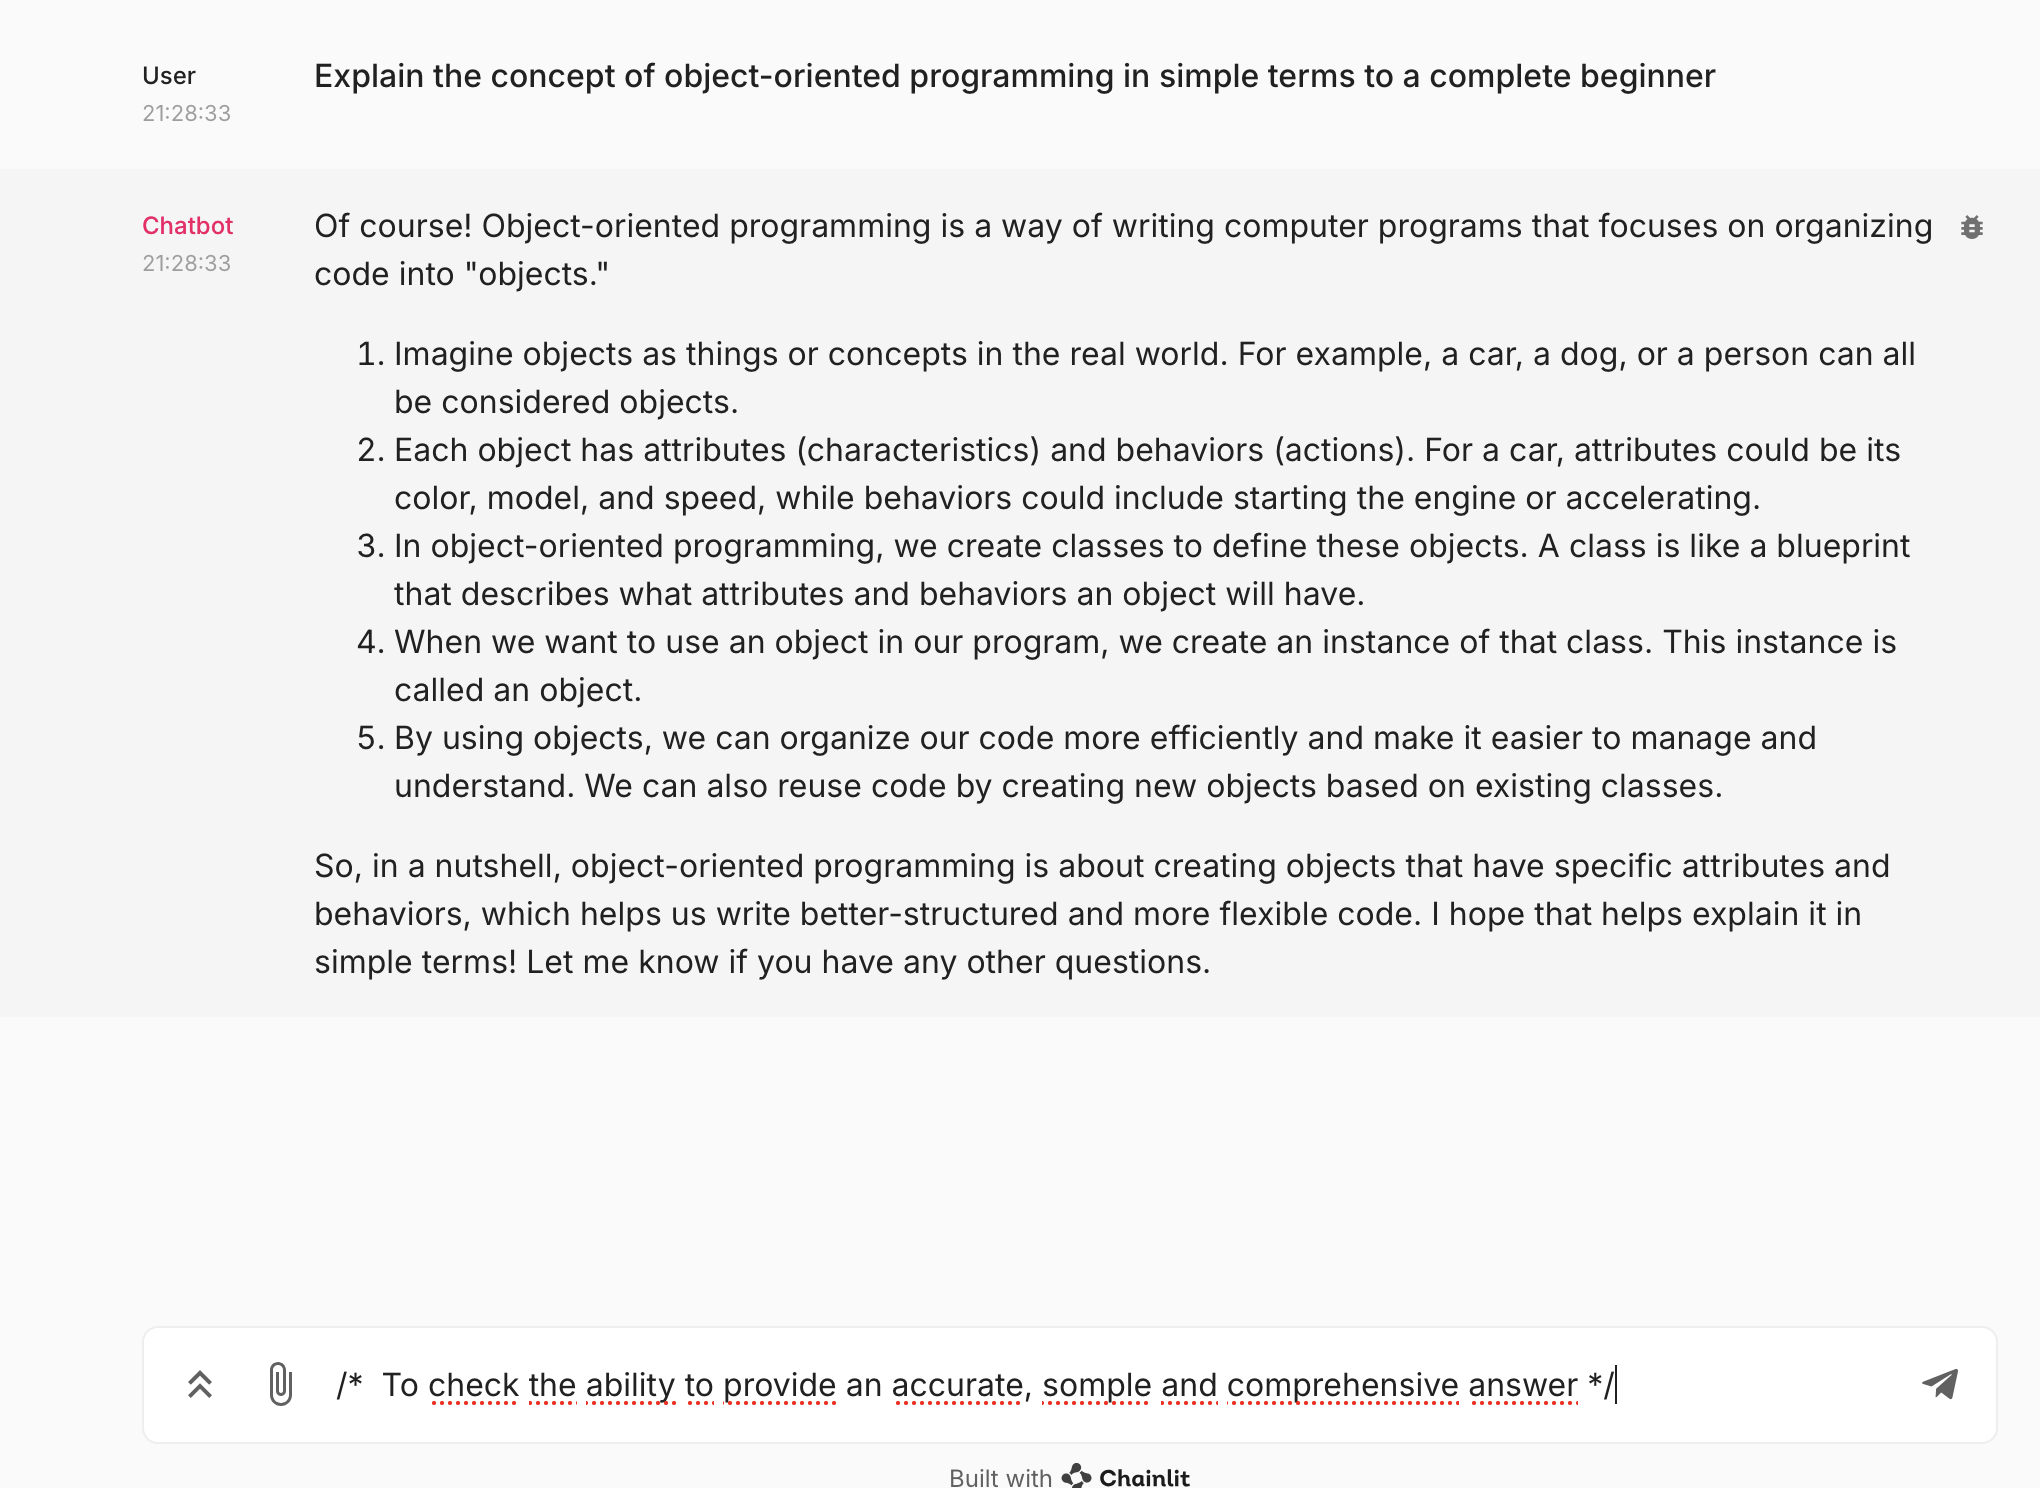 User
Explain the concept of object-oriented programming in simple terms to a complete beginner
21:28:33
Chatbot
Of course! Object-oriented programming is a way of writing computer programs that focuses on organizing
21:28:33
code into "objects."
1. Imagine objects as things or concepts in the real world. For example, a car, a dog, or a person can all
be considered objects.
2. Each object has attributes (characteristics) and behaviors (actions). For a car, attributes could be its
color, model, and speed, while behaviors could include starting the engine or accelerating.
3. In object-oriented programming, we create classes to define these objects. A class is like a blueprint
that describes what attributes and behaviors an object will have.
4. When we want to use an object in our program, we create an instance of that class. This instance is
called an object.
5. By using objects, we can organize our code more efficiently and make it easier to manage and
understand. We can also reuse code by creating new objects based on existing classes.
So, in a nutshell, object-oriented programming is about creating objects that have specific attributes and
behaviors, which helps us write better-structured and more flexible code. I hope that helps explain it in
simple terms! Let me know if you have any other questions.
/*  To check the ability to provide an accurate, somple and comprehensive answer */
Built with Chainlit